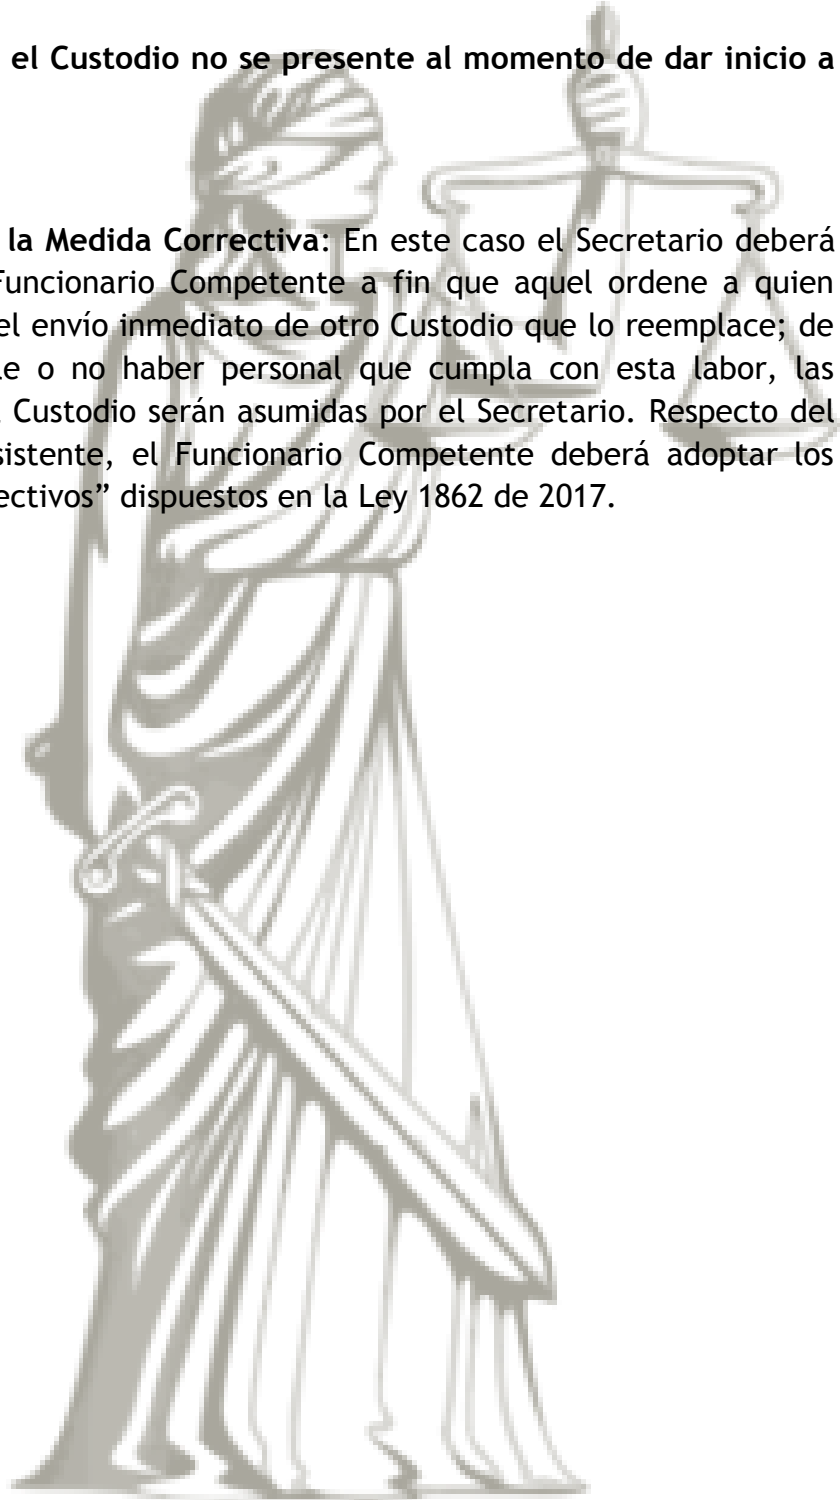 el Custodio no se presente al momento de dar inicio a
la Medida Correctiva: En este caso el Secretario deberá
Funcionario Competente a fin que aquel ordene a quien
el envío inmediato de otro Custodio que lo reemplace; de
o no haber personal que cumpla con esta labor, las
Custodio serán asumidas por el Secretario. Respecto del
el Funcionario Competente deberá adoptar los
dispuestos en la Ley 1862 de 2017.